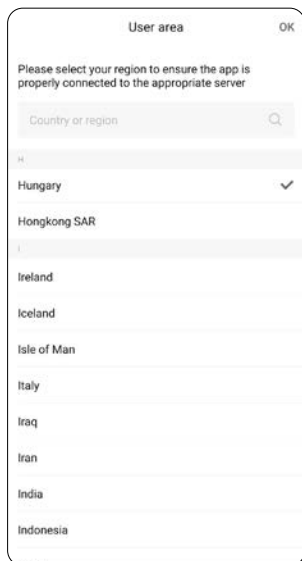 User area
OK
Please select your region to ensure the app is
properly connected to the appropriate server
Country or region
H
Hungary
Hongkong SAR
I
Ireland
Iceland
Isle of Man
Italy
Iraq
Iran
India
Indonesia